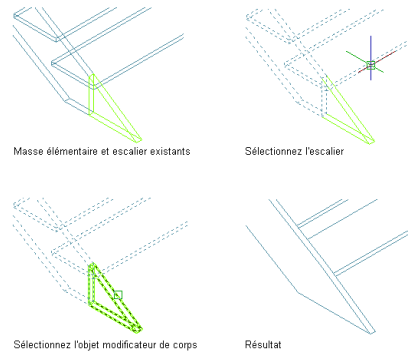 Masse élémentaire et escalier existants
Sélectionnez l'escalier
Sélectionnez l'objet modificateur de corps
Résultat